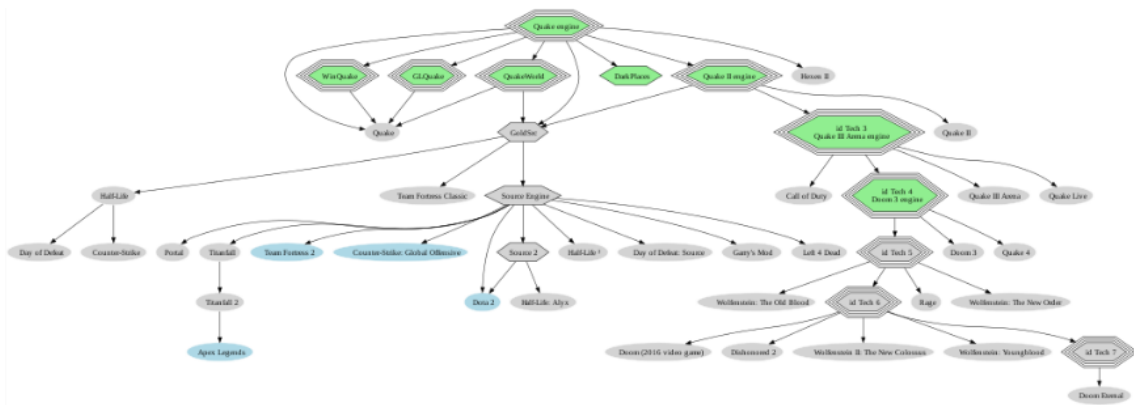 Quake engine
WinQuake
GLQuake
QuakeWorld
DarkPlaces
Quake II engine
Hexen II
Quake
GoldSrc
id Tech 3
Quake III Arena engine
Quake II
Half-Life
Team Fortress Classic
Source Engine
Call of Duty
id Tech 4
Doom 3 engine
Quake III Arena
Quake Live
Day of Defeat
Counter-Strike
Portal
Titanfall
Team Fortress 2
Counter-Strike: Global Offensive
Source 2
Half-Life ²
Day of Defeat: Source
Garry's Mod
Left 4 Dead
id Tech 5
Doom 3
Quake 4
Titanfall 2
Dota 2
Half-Life: Alyx
Wolfenstein: The Old Blood
id Tech 6
Rage
Wolfenstein: The New Order
Apex Legends
Doom (2016 video game)
Dishonored 2
Wolfenstein II: The New Colossus
Wolfenstein: Youngblood
id Tech 7
Doom Eternal